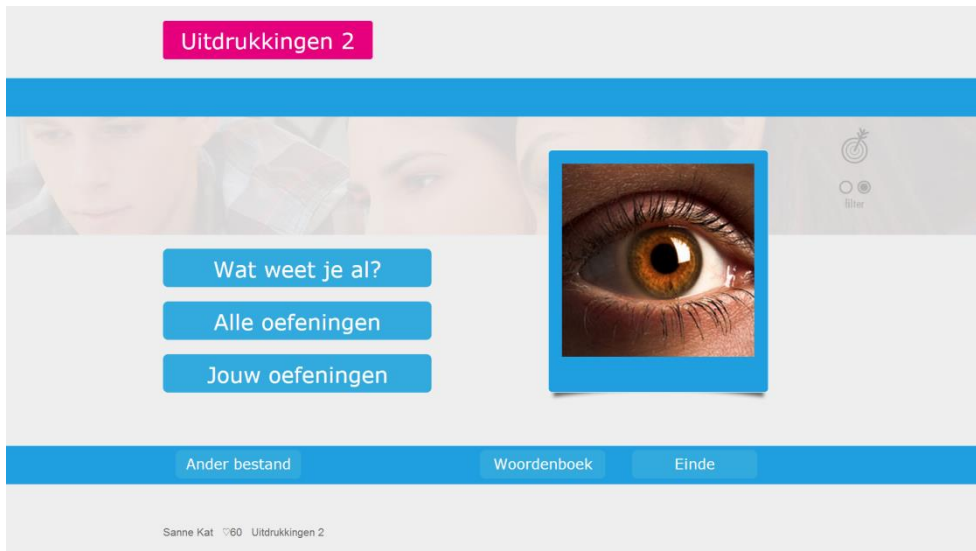 Uitdrukkingen 2
filter
Wat weet je al?
Alle oefeningen
Jouw oefeningen
Ander bestand Woordenboek Einde
Sanne Kat ♡60 Uitdrukkingen 2